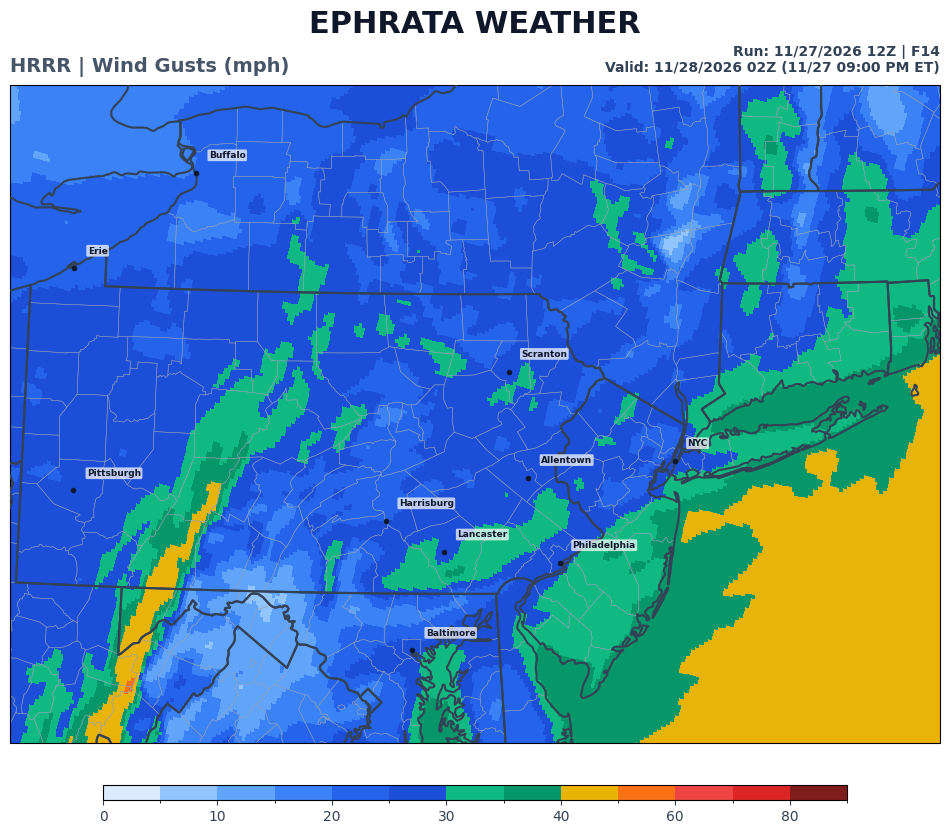 EPHRATA WEATHER
HRRR | Wind Gusts (mph)
Run: 11/27/2026 12Z | F14
Valid: 11/28/2026 02Z (11/27 09:00 PM ET)
Buffalo
Erie
Scranton
NYC
Pittsburgh
Allentown
Harrisburg
Lancaster
Philadelphia
Baltimore
0 10 20 30 40 50 60 70 80